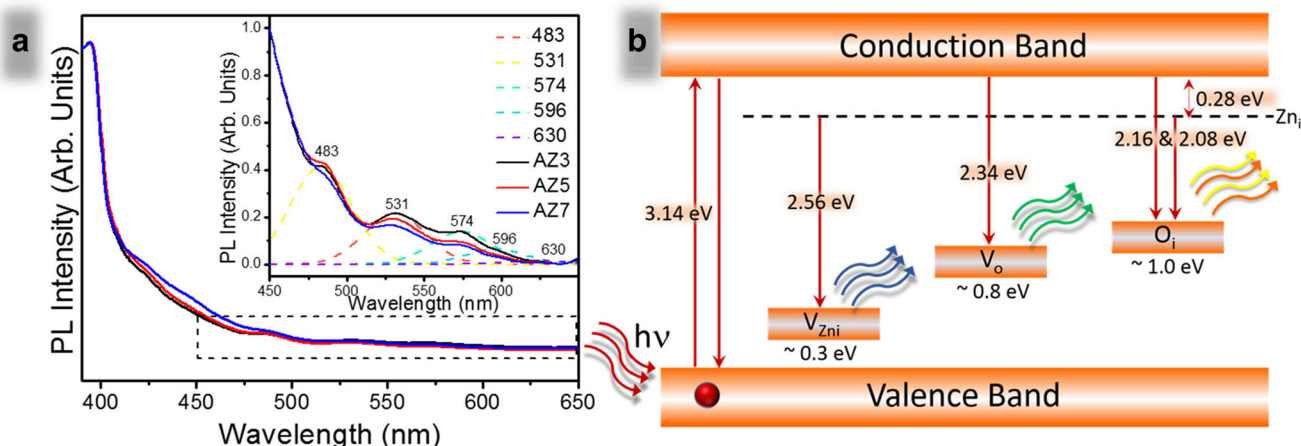 a
PL Intensity (Arb. Units)
400 450 500 550 600 650
Wavelength (nm)
PL Intensity (Arb. Units)
1.0
0.8
0.6
0.4
0.2
0.0
450 500 550 600
Wavelength (nm)
483
531
574
596
630
483
531
574
596
630
AZ3
AZ5
AZ7
b
Conduction Band
0.28 eV
Zni
2.16 & 2.08 eV
2.34 eV
2.56 eV
3.14 eV
Oi
~ 1.0 eV
Vo
~ 0.8 eV
VZni
~ 0.3 eV
hν
Valence Band